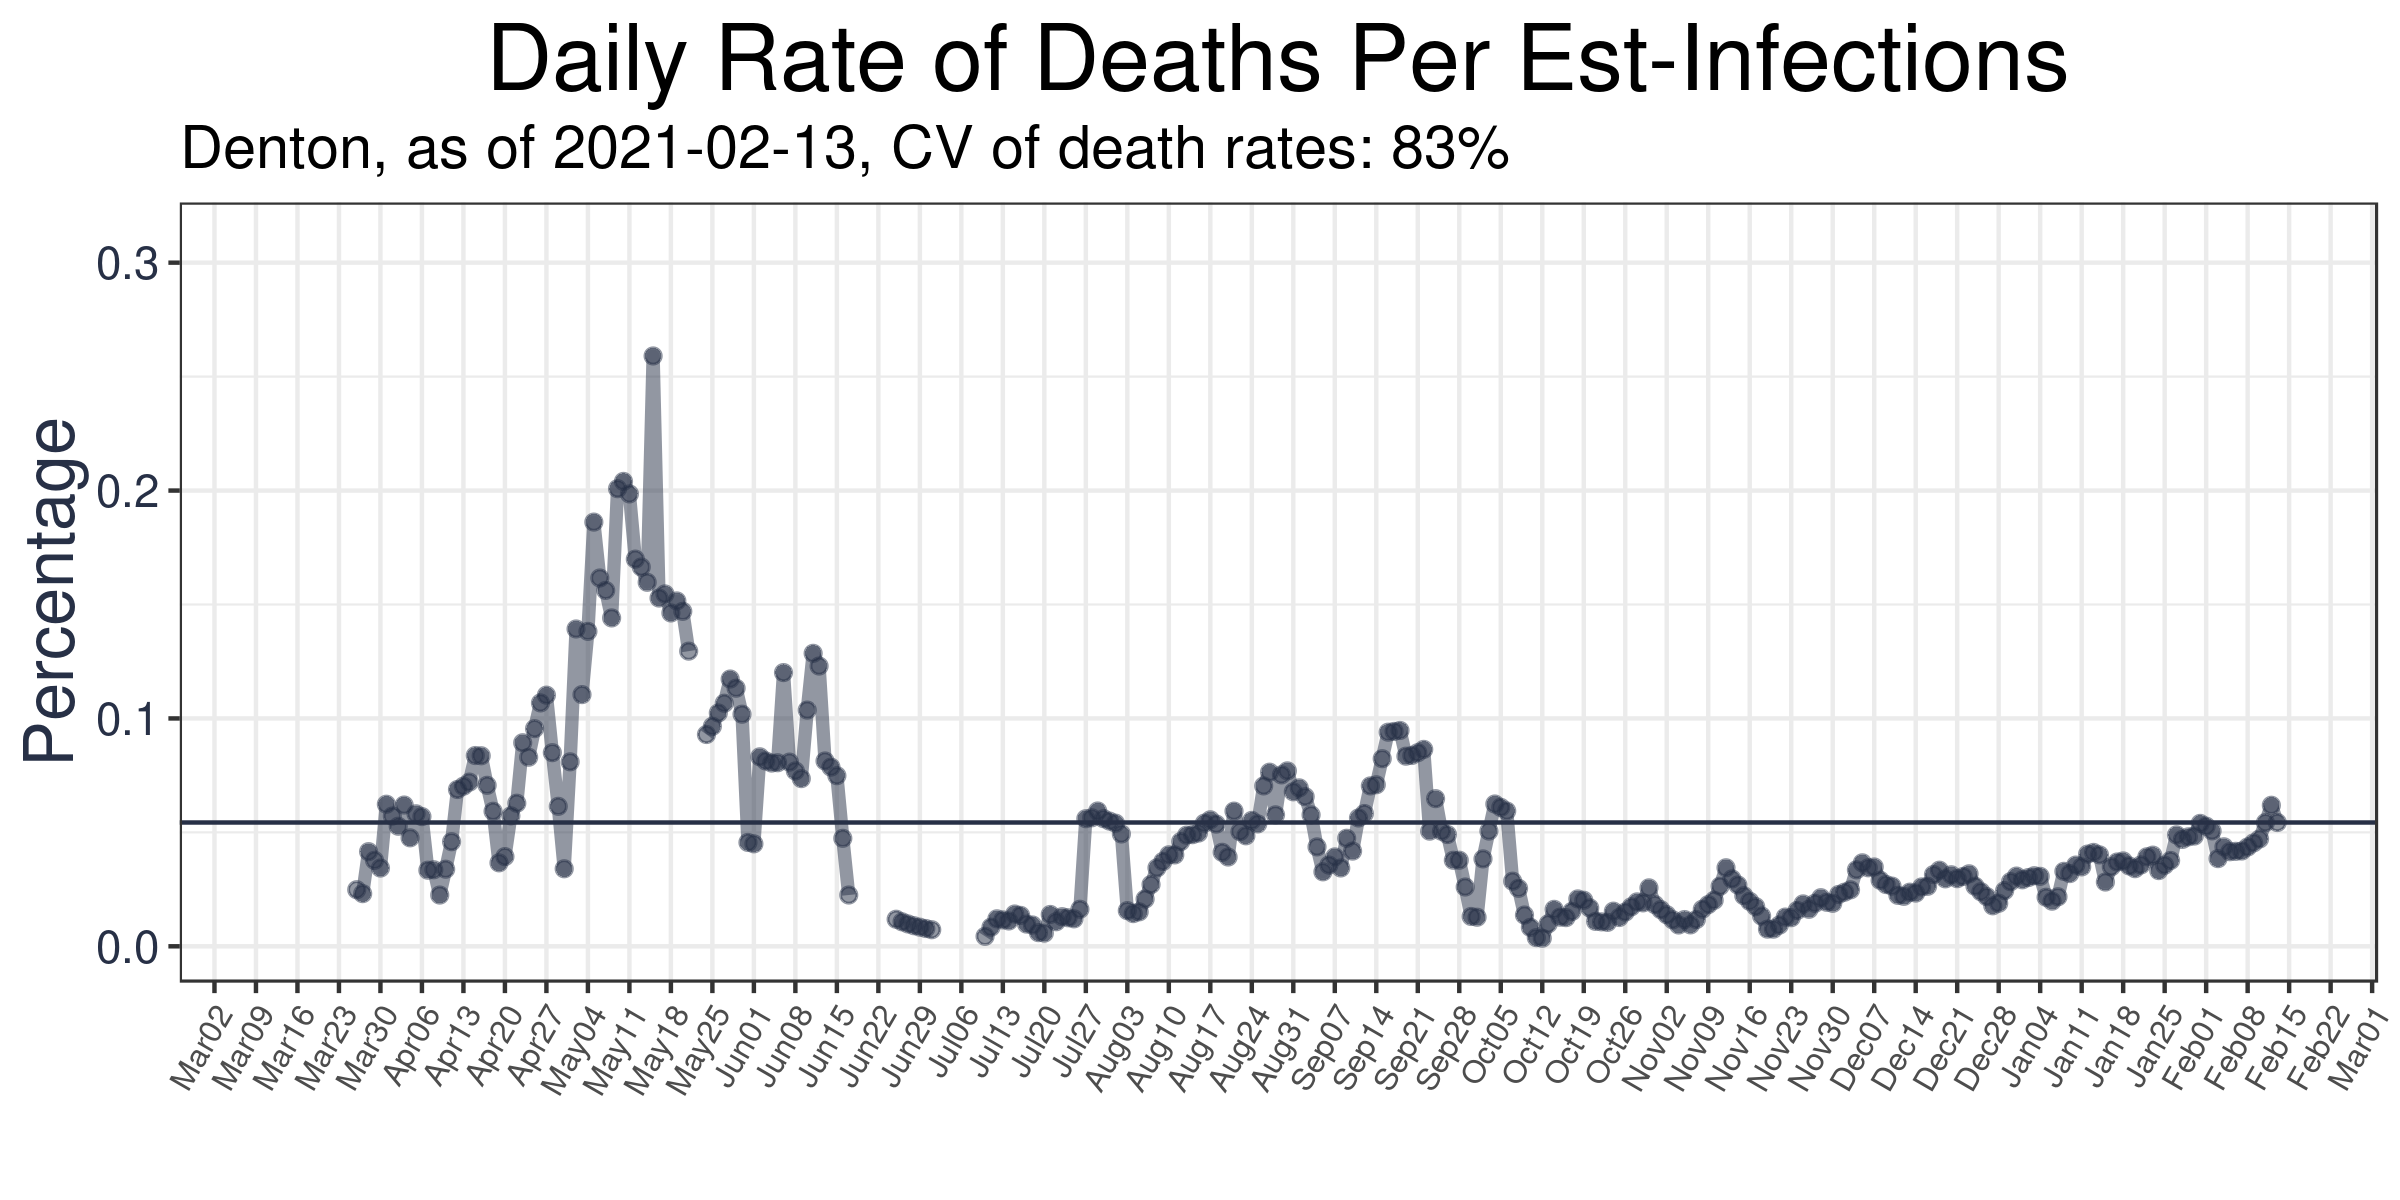 Daily Rate of Deaths Per Est-Infections
Denton, as of 2021-02-13, CV of death rates: 83%
Percentage
0.3
0.2
0.1
0.0
Mar02
Mar09
Mar16
Mar23
Mar30
Apr06
Apr13
Apr20
Apr27
May04
May11
May18
May25
Jun01
Jun08
Jun15
Jun22
Jun29
Jul06
Jul13
Jul20
Jul27
Aug03
Aug10
Aug17
Aug24
Aug31
Sep07
Sep14
Sep21
Sep28
Oct05
Oct12
Oct19
Oct26
Nov02
Nov09
Nov16
Nov23
Nov30
Dec07
Dec14
Dec21
Dec28
Jan04
Jan11
Jan18
Jan25
Feb01
Feb08
Feb15
Feb22
Mar01